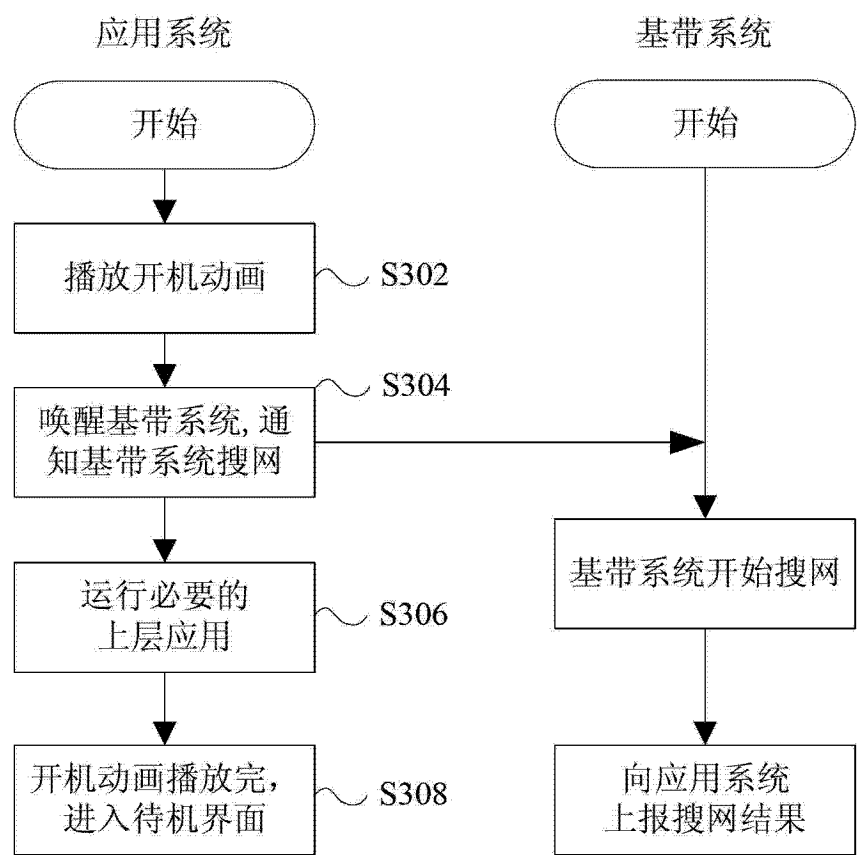 应用系统
基带系统
开始
开始
播放开机动画
S302
S304
唤醒基带系统,通
知基带系统搜网
基带系统开始搜网
运行必要的
上层应用
S306
开机动画播放完，
进入待机界面
S308
向应用系统
上报搜网结果